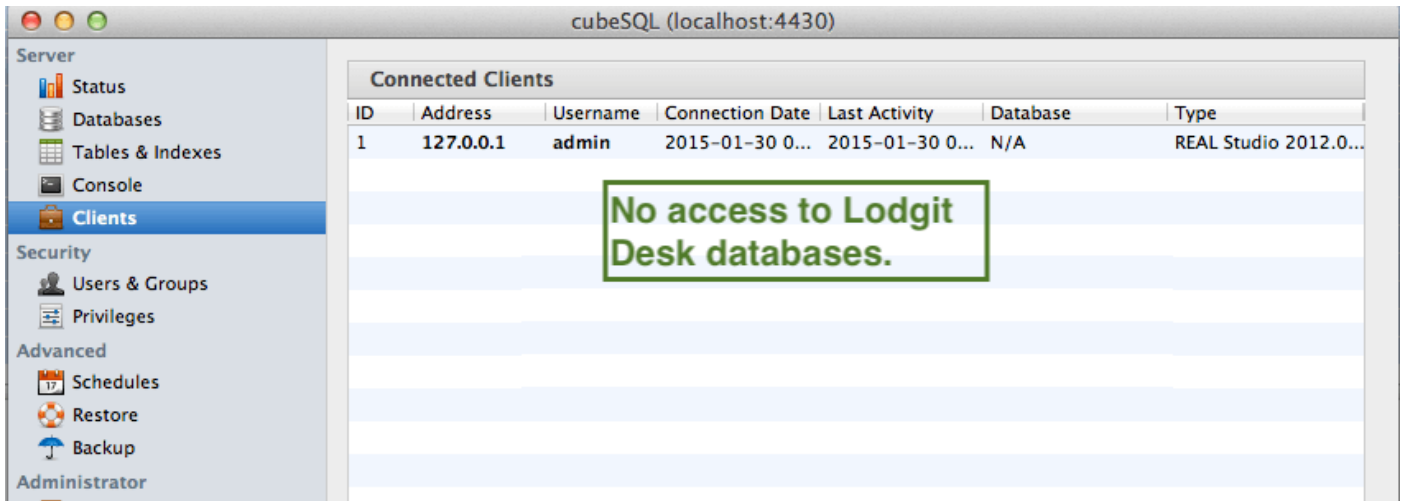 cubeSQL (localhost:4430)
Server
Status
Databases
Tables & Indexes
Console
Clients
Security
Users & Groups
Privileges
Advanced
17
Schedules
Restore
Backup
Administrator
Connected Clients
ID Address Username Connection Date Last Activity Database Type
1 127.0.0.1 admin 2015-01-30 0... 2015-01-30 0... N/A REAL Studio 2012.0...
No access to Lodgit
Desk databases.